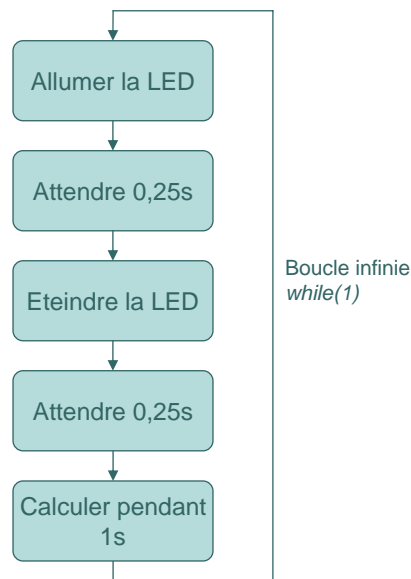 Allumer la LED
Attendre 0,25s
Eteindre la LED
Attendre 0,25s
Calculer pendant
1s
Boucle infinie
while(1)